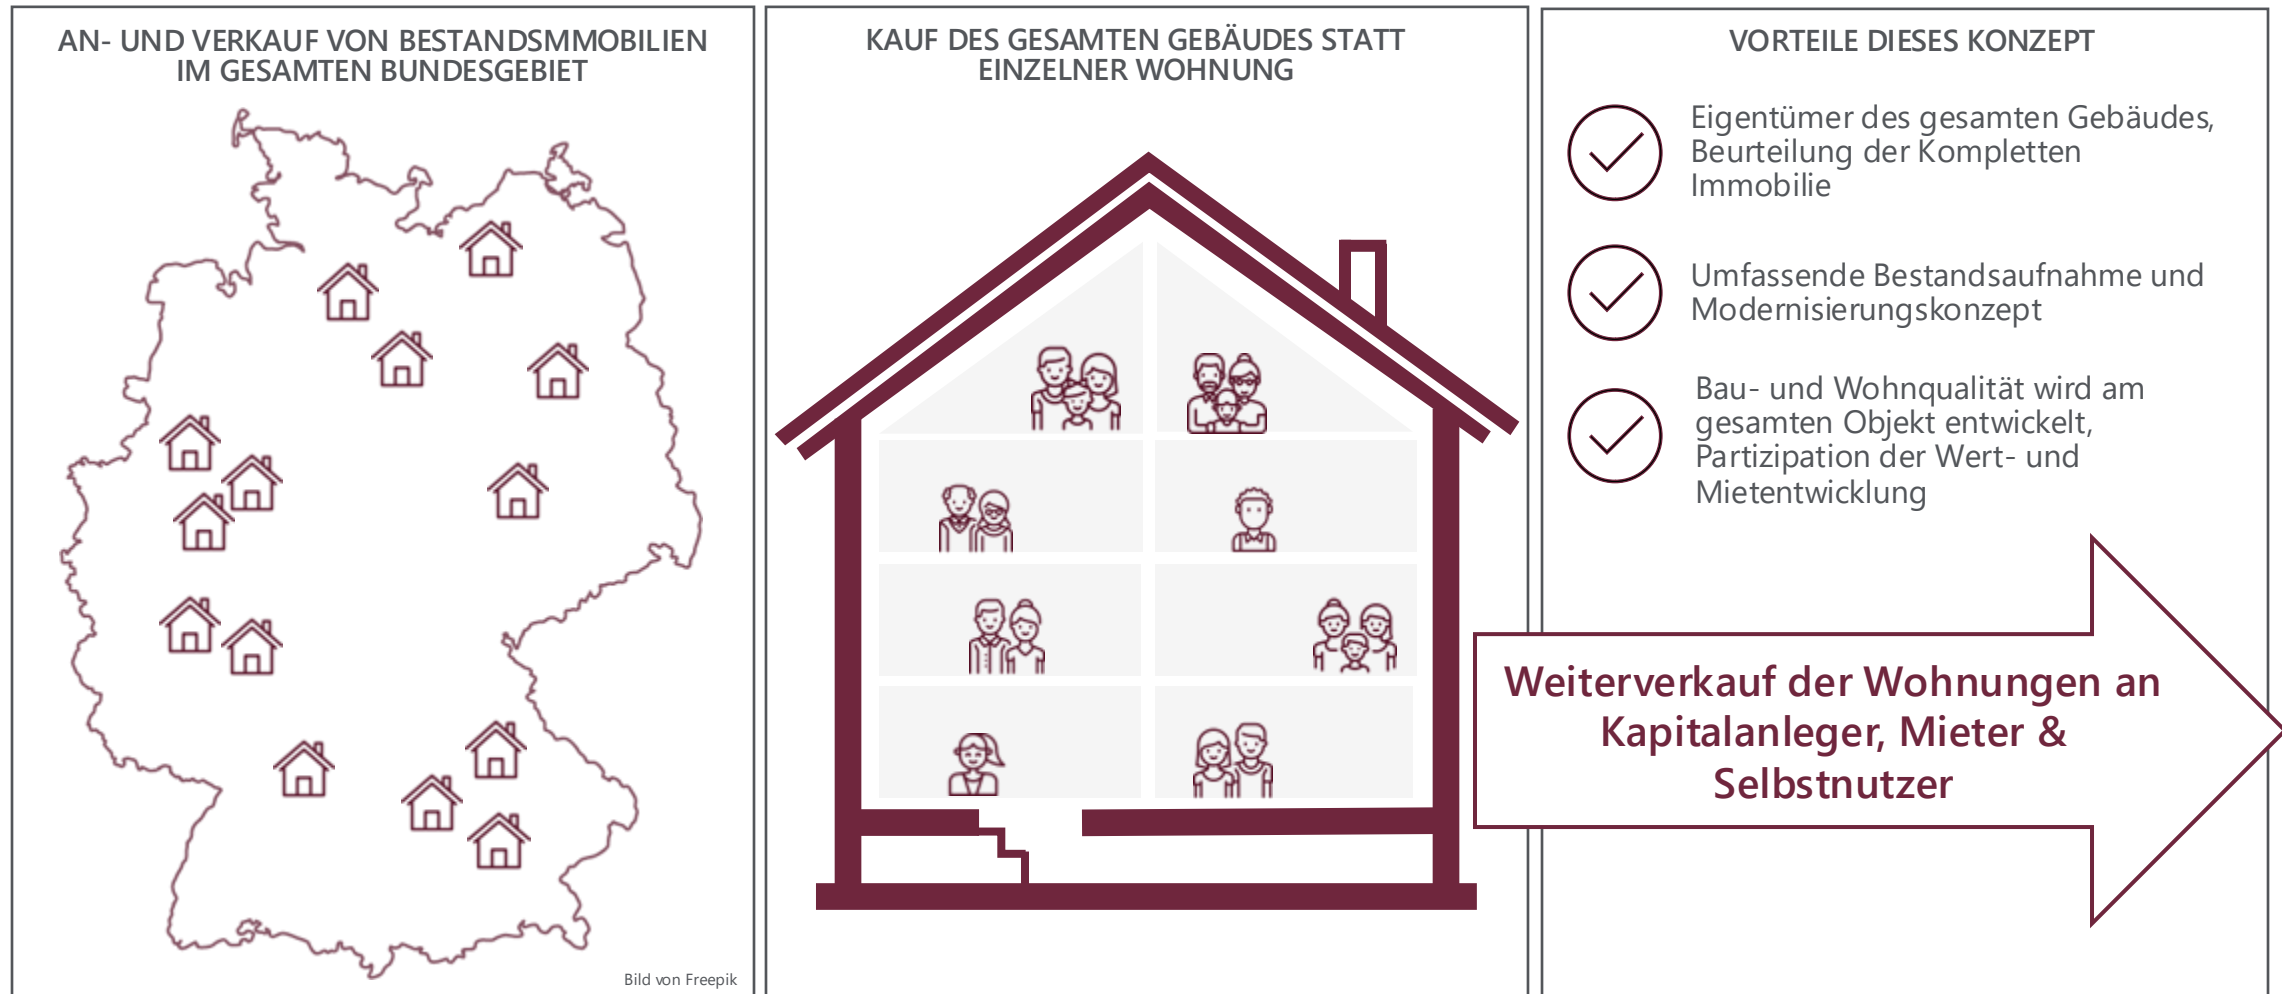 AN- UND VERKAUF VON BESTANDSMMOBILIEN
IM GESAMTEN BUNDESGEBIET
Bild von Freepik
KAUF DES GESAMTEN GEBÄUDES STATT
EINZELNER WOHNUNG
VORTEILE DIESES KONZEPT
Eigentümer des gesamten Gebäudes,
Beurteilung der Kompletten
Immobilie
Umfassende Bestandsaufnahme und
Modernisierungskonzept
Bau- und Wohnqualität wird am
gesamten Objekt entwickelt,
Partizipation der Wert- und
Mietentwicklung
Weiterverkauf der Wohnungen an
Kapitalanleger, Mieter &
Selbstnutzer